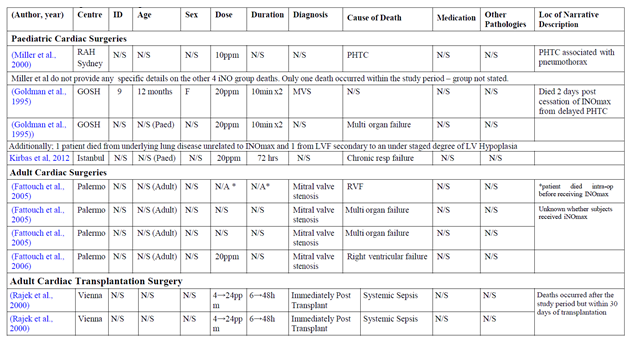 (Author, year) Centre ID Age Sex Dose Duration Diagnosis Cause of Death Medication Other Pathologies Loc of Narrative Description
Paediatric Cardiac Surgeries
(Miller et al., 2000) RAH Sydney N/S N/S N/S 10ppm N/S N/S PHTC N/S N/S PHTC associated with pneumothorax
Miller et al do not provide any specific details on the other 4 iNO group deaths. Only one death occurred within the study period – group not stated.
(Goldman et al., 1995) GOSH 9 12 months F 20ppm 10min x2 MVS N/S N/S N/S Died 2 days post cessation of INOmax from delayed PHTC
(Goldman et al., 1995)) GOSH N/S N/S (Paed) N/S 20ppm 10min x2 N/S Multi organ failure N/S N/S
Additionally; 1 patient died from underlying lung disease unrelated to INOmax and 1 from LVF secondary to an under staged degree of LV Hypoplasia
Kirbas et al, 2012 Istanbul N/S N/S (Paed) N/S 20ppm 72 hrs N/S Chronic resp failure N/S N/S
Adult Cardiac Surgeries
(Fattouch et al., 2005) Palermo N/S N/S (Adult) N/S N/A * N/A* Mitral valve stenosis RVF N/S N/S *patient died intra-op before receiving INOmax
(Fattouch et al., 2005) Palermo N/S N/S (Adult) N/S N/S N/S Mitral valve stenosis Multi organ failure N/S N/S Unknown whether subjects received iNOmax
(Fattouch et al., 2005) Palermo N/S N/S (Adult) N/S N/S N/S Mitral valve stenosis Multi organ failure N/S N/S
(Fattouch et al., 2006) Palermo N/S N/S (Adult) N/S 20ppm N/S Mitral valve stenosis Right ventricular failure N/S N/S
Adult Cardiac Transplantation Surgery
(Rajek et al., 2000) Vienna N/S N/S N/S 4→24ppm 6→48h Immediately Post Transplant Systemic Sepsis N/S N/S Deaths occurred after the study period but within 30 days of transplantation
(Rajek et al., 2000) Vienna N/S N/S N/S 4→24ppm 6→48h Immediately Post Transplant Systemic Sepsis N/S N/S